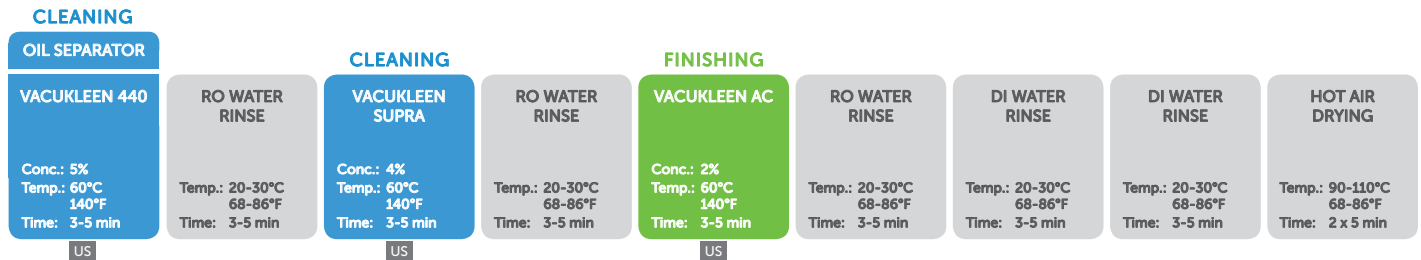 CLEANING
OIL SEPARATOR
VACUKLEEN 440
Conc.: 5%
Temp.: 60°C
140°F
Time: 3-5 min
US
RO WATER
RINSE
Temp.: 20-30°C
68-86°F
Time: 3-5 min
CLEANING
VACUKLEEN
SUPRA
Conc.: 4%
Temp.: 60°C
140°F
Time: 3-5 min
US
RO WATER
RINSE
Temp.: 20-30°C
68-86°F
Time: 3-5 min
FINISHING
VACUKLEEN AC
Conc.: 2%
Temp.: 60°C
140°F
Time: 3-5 min
US
RO WATER
RINSE
Temp.: 20-30°C
68-86°F
Time: 3-5 min
DI WATER
RINSE
Temp.: 20-30°C
68-86°F
Time: 3-5 min
DI WATER
RINSE
Temp.: 20-30°C
68-86°F
Time: 3-5 min
HOT AIR
DRYING
Temp.: 90-110°C
68-86°F
Time: 2 x 5 min